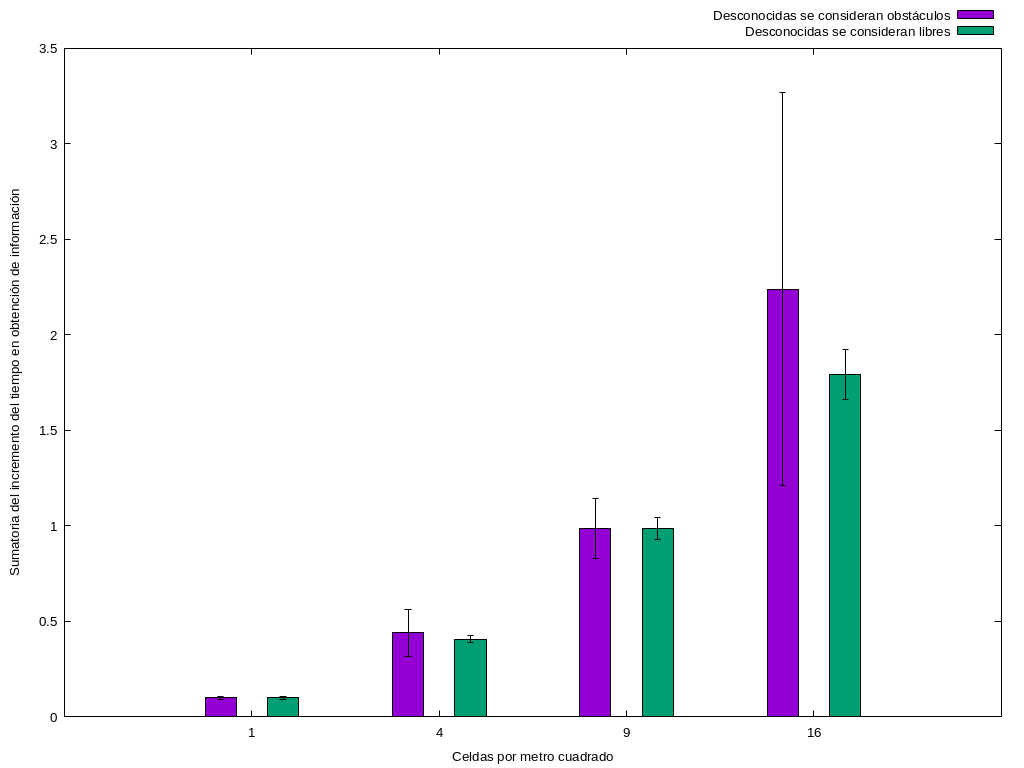 Desconocidas se consideran obstáculos
Desconocidas se consideran libres
3.5
3
2.5
2
1.5
1
0.5
0
Sumatoria del incremento del tiempo en obtención de información
1 4 9 16
Celdas por metro cuadrado